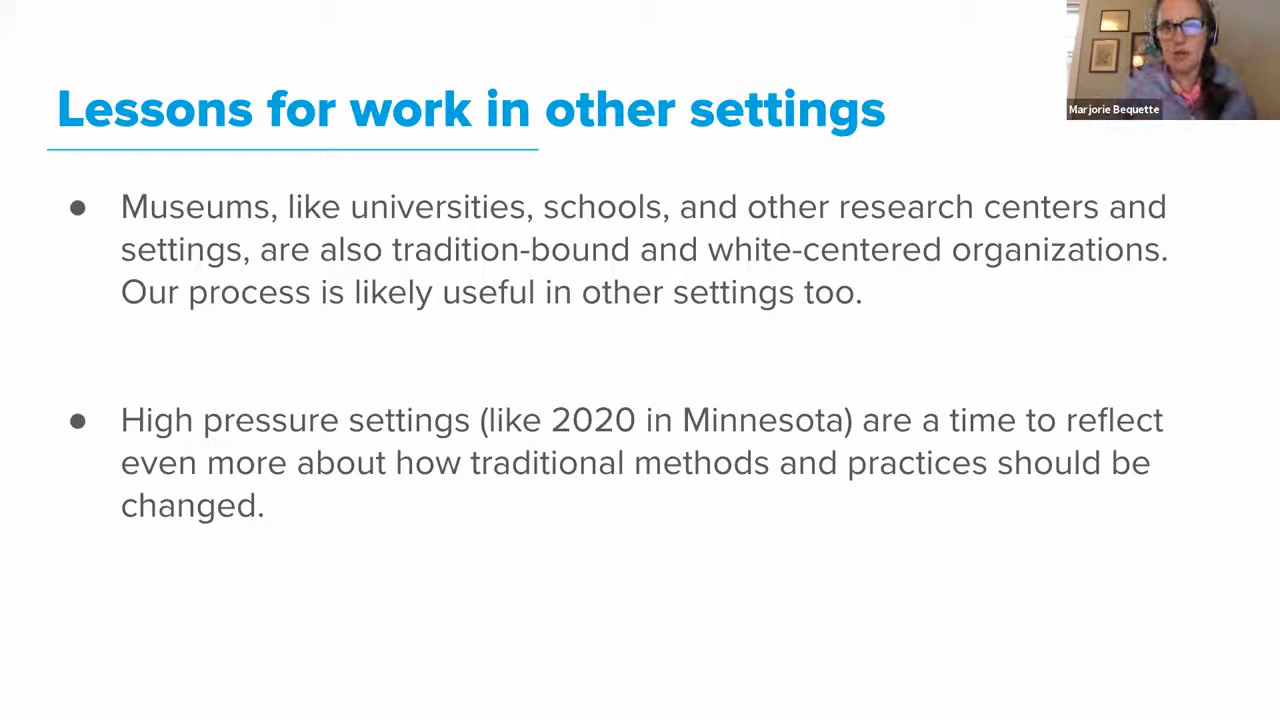 Lessons for work in other settings
Marjorie Bequette
● Museums, like universities, schools, and other research centers and
settings, are also tradition-bound and white-centered organizations.
Our process is likely useful in other settings too.
● High pressure settings (like 2020 in Minnesota) are a time to reflect
even more about how traditional methods and practices should be
changed.